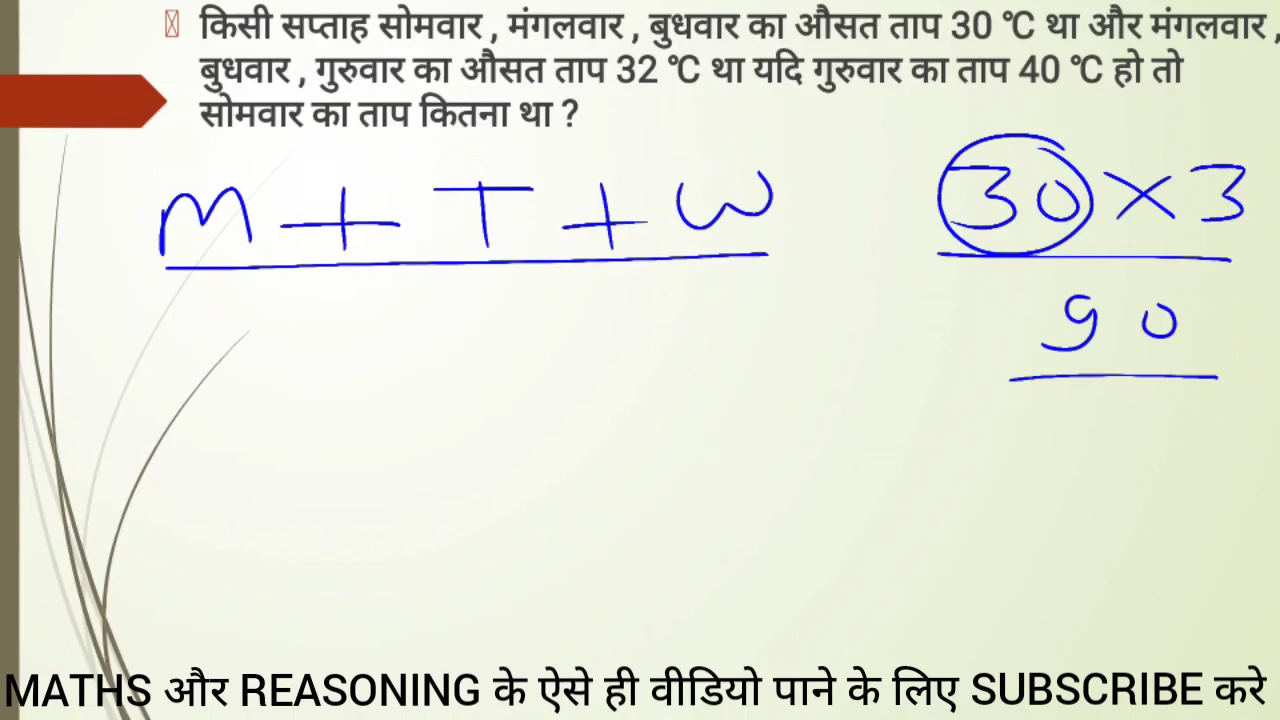 किसी सप्ताह सोमवार , मंगलवार , बुधवार का औसत ताप 30 ℃ था और मंगलवार ,
बुधवार , गुरुवार का औसत ताप 32 ℃ था यदि गुरुवार का ताप 40 ℃ हो तो
सोमवार का ताप कितना था ?
M + T + W 30 × 3
90
MATHS और REASONING के ऐसे ही वीडियो पाने के लिए SUBSCRIBE करे